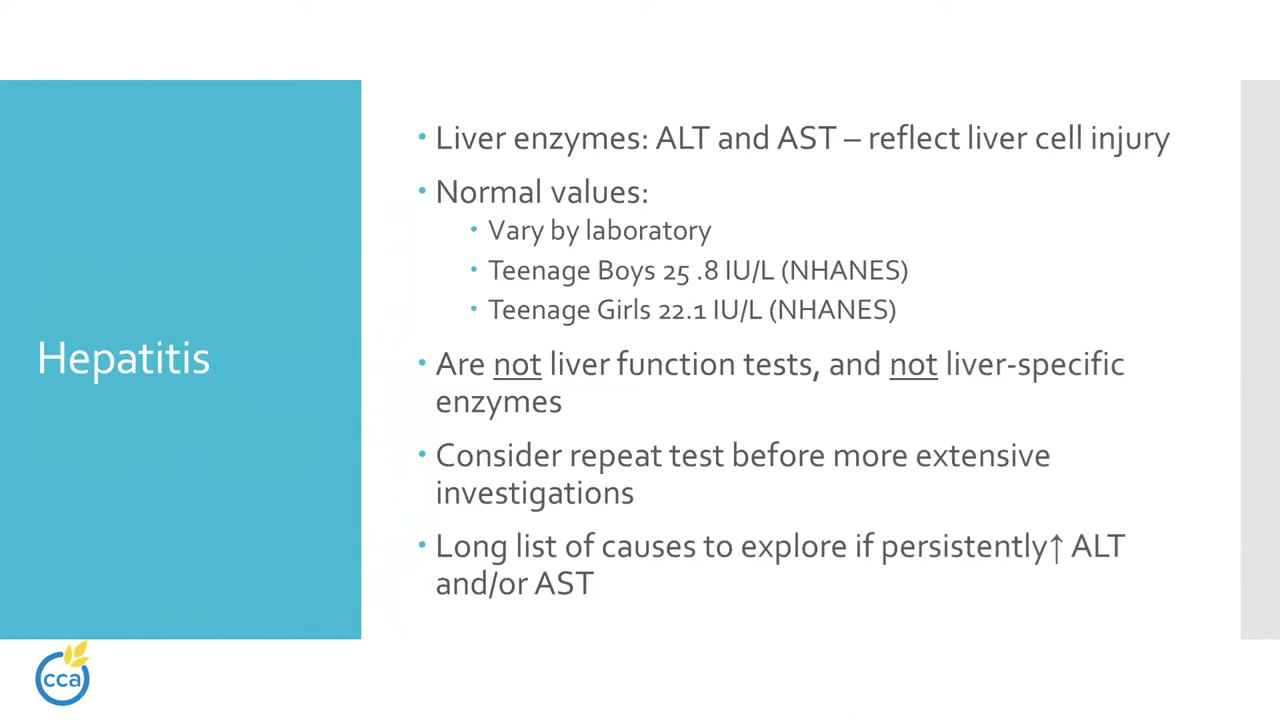 Hepatitis
• Liver enzymes: ALT and AST – reflect liver cell injury
• Normal values:
• Vary by laboratory
• Teenage Boys 25 .8 IU/L (NHANES)
• Teenage Girls 22.1 IU/L (NHANES)
• Are not liver function tests, and not liver-specific
enzymes
• Consider repeat test before more extensive
investigations
• Long list of causes to explore if persistently↑ ALT
and/or AST
cca